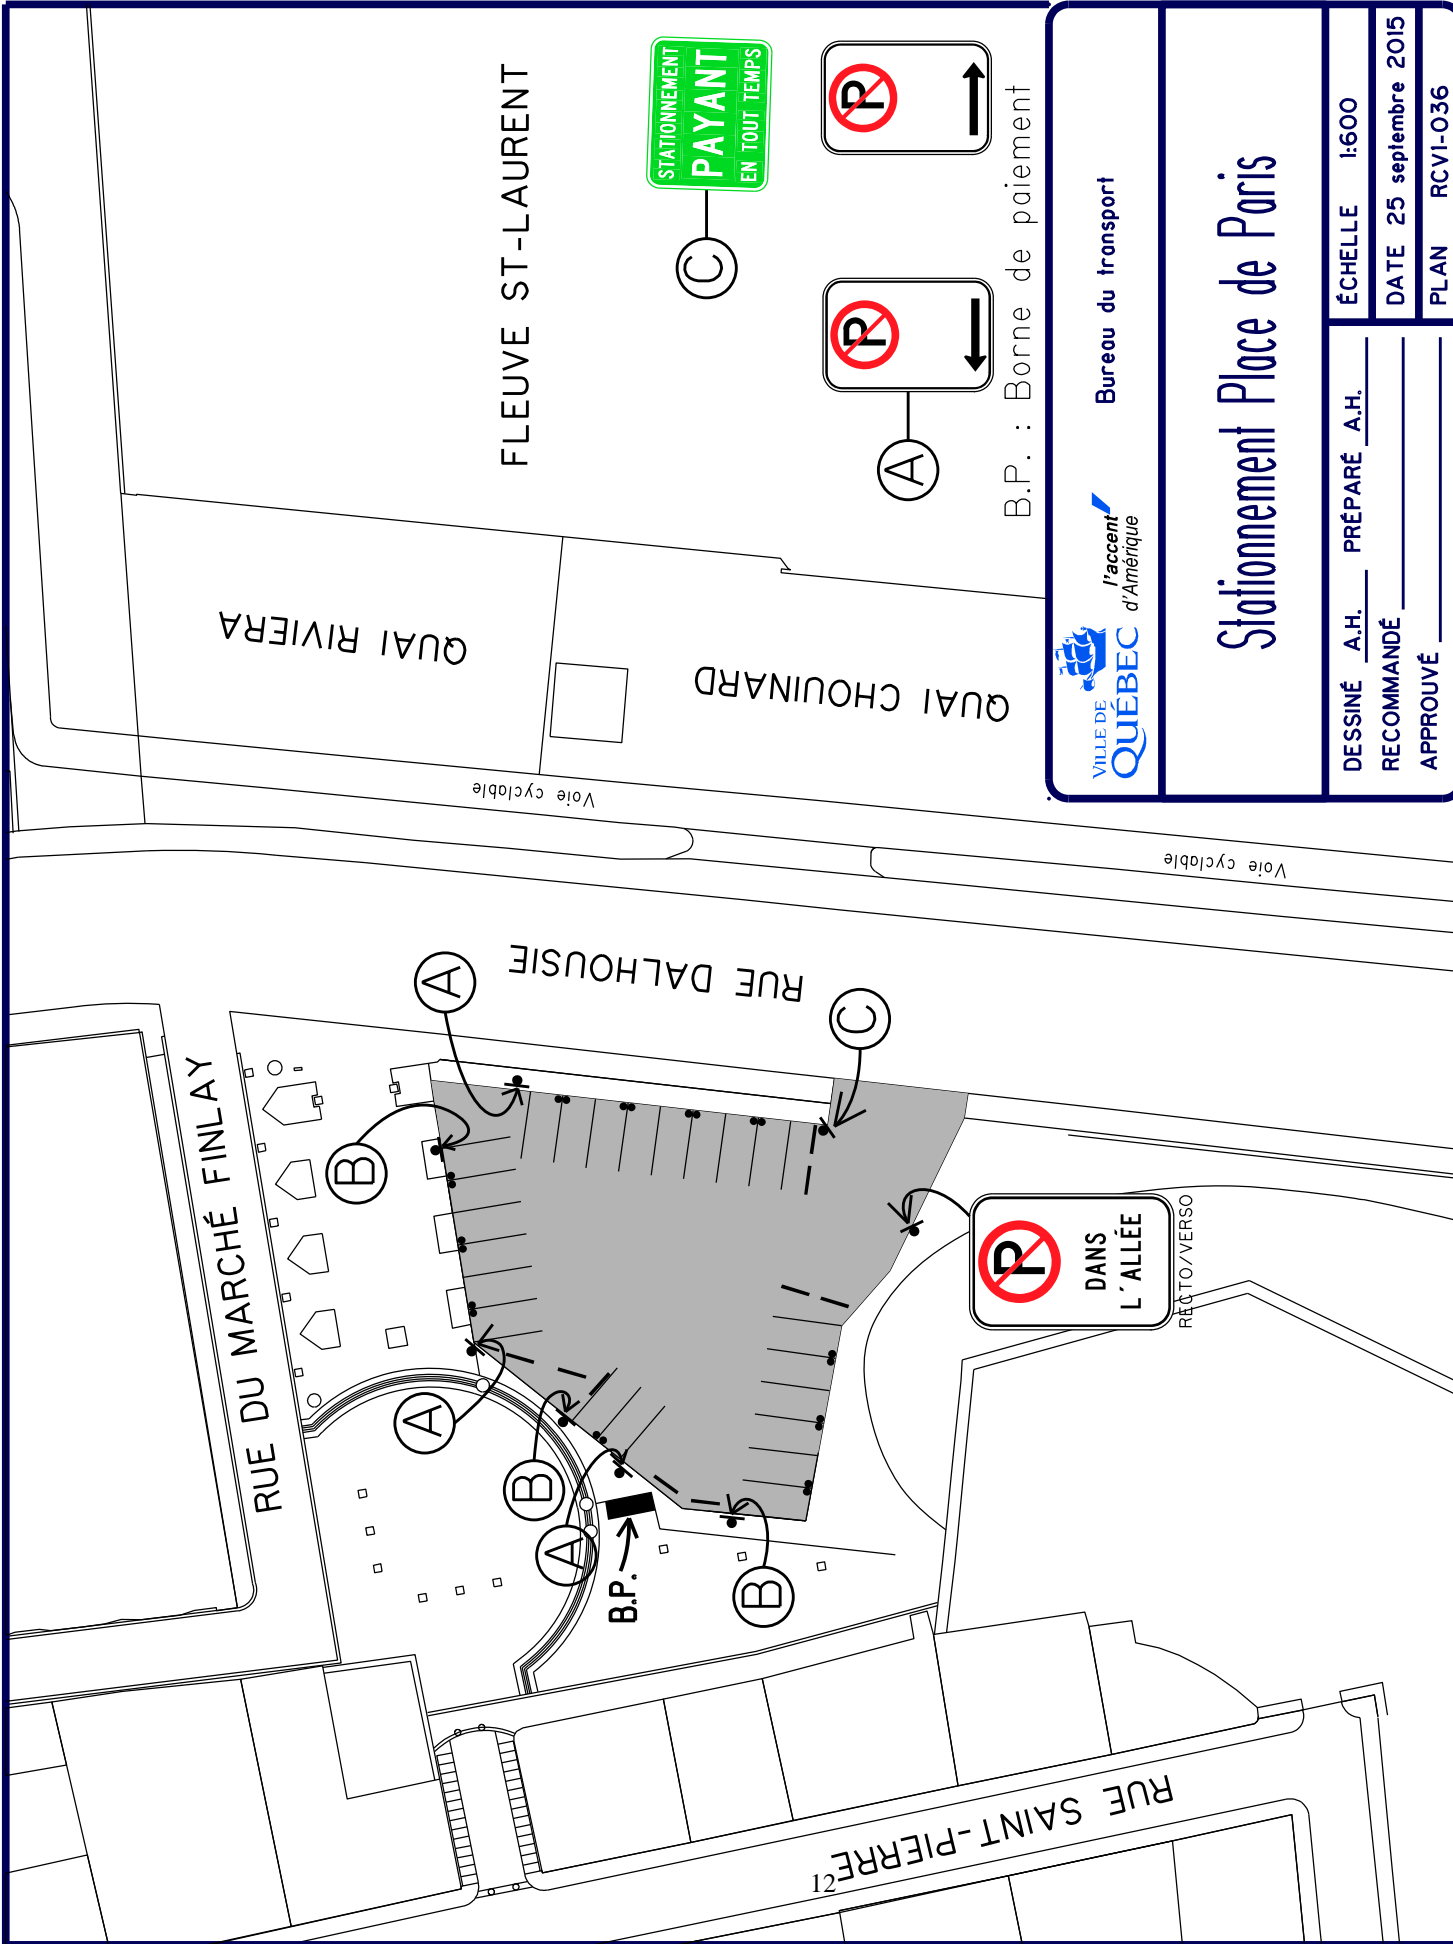 FLEUVE ST-LAURENT
STATIONNEMENT
PAYANT
EN TOUT TEMPS
C
P
P
A
B.P. : Borne de paiement
QUAI RIVIERA
QUAI CHOUINARD
Voie cyclable
Voie cyclable
RUE DALHOUSIE
RUE DU MARCHÉ FINLAY
A
B
C
A
B
A
B
B.P.
P
DANS
L'ALLÉE
RECTO/VERSO
RUE SAINT-PIERRE
12
VILLE DE
QUÉBEC
l'accent
d'Amérique
Bureau du transport
Stationnement Place de Paris
DESSINÉ A.H. PRÉPARÉ A.H.
RECOMMANDÉ
APPROUVÉ
ÉCHELLE 1:600
DATE 25 septembre 2015
PLAN RCV1-036